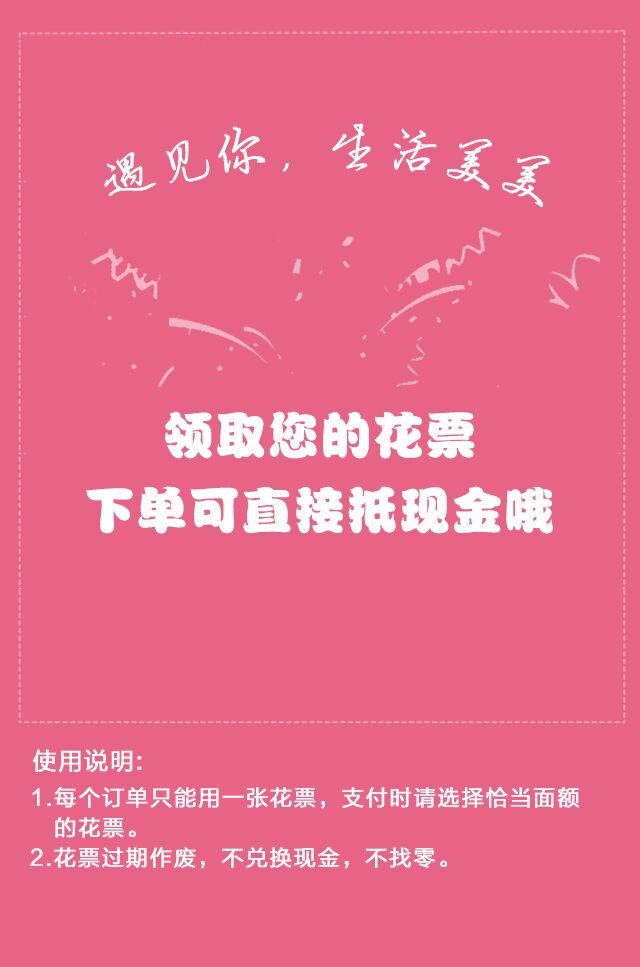 遇见你，生活美美
领取您的花票
下单可直接抵现金哦
使用说明:
1.每个订单只能用一张花票，支付时请选择恰当面额
的花票。
2.花票过期作废，不兑换现金，不找零。